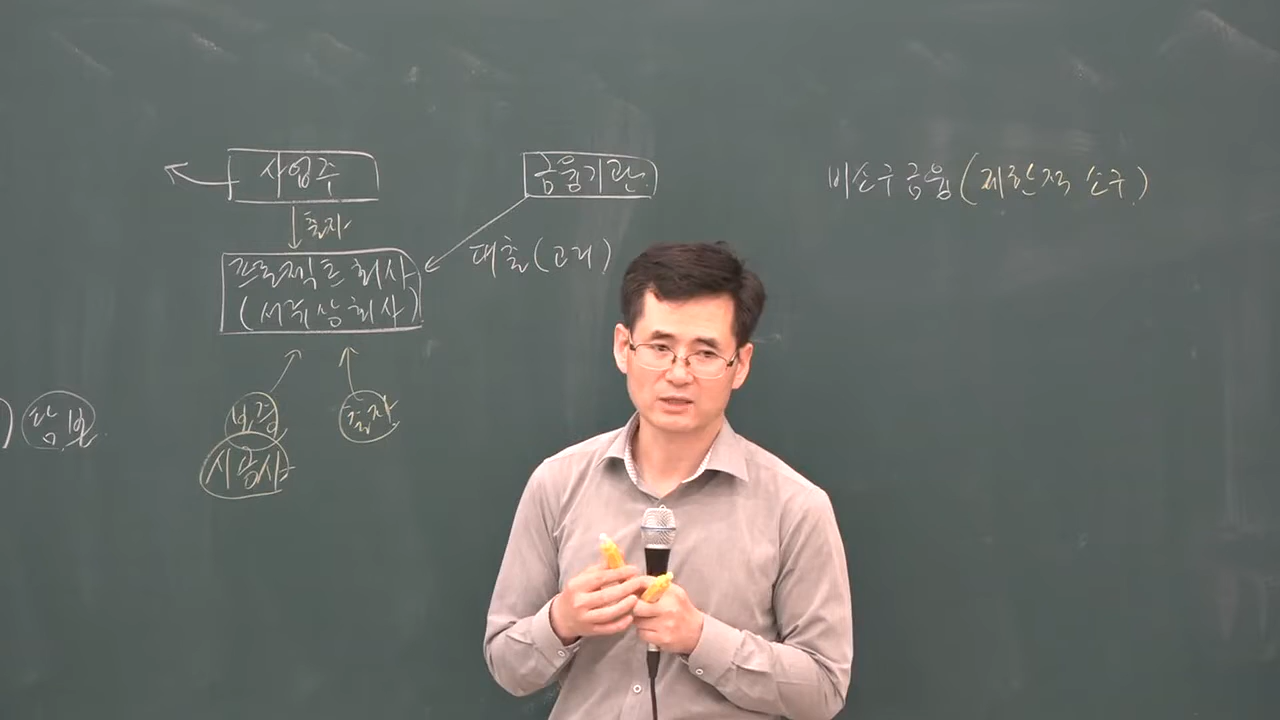 사업주
금융기관
비소구금융(제한적 소구)
출자
대출(고리)
프로젝트 회사
(서류상회사)
담보
보증
출자
시공사